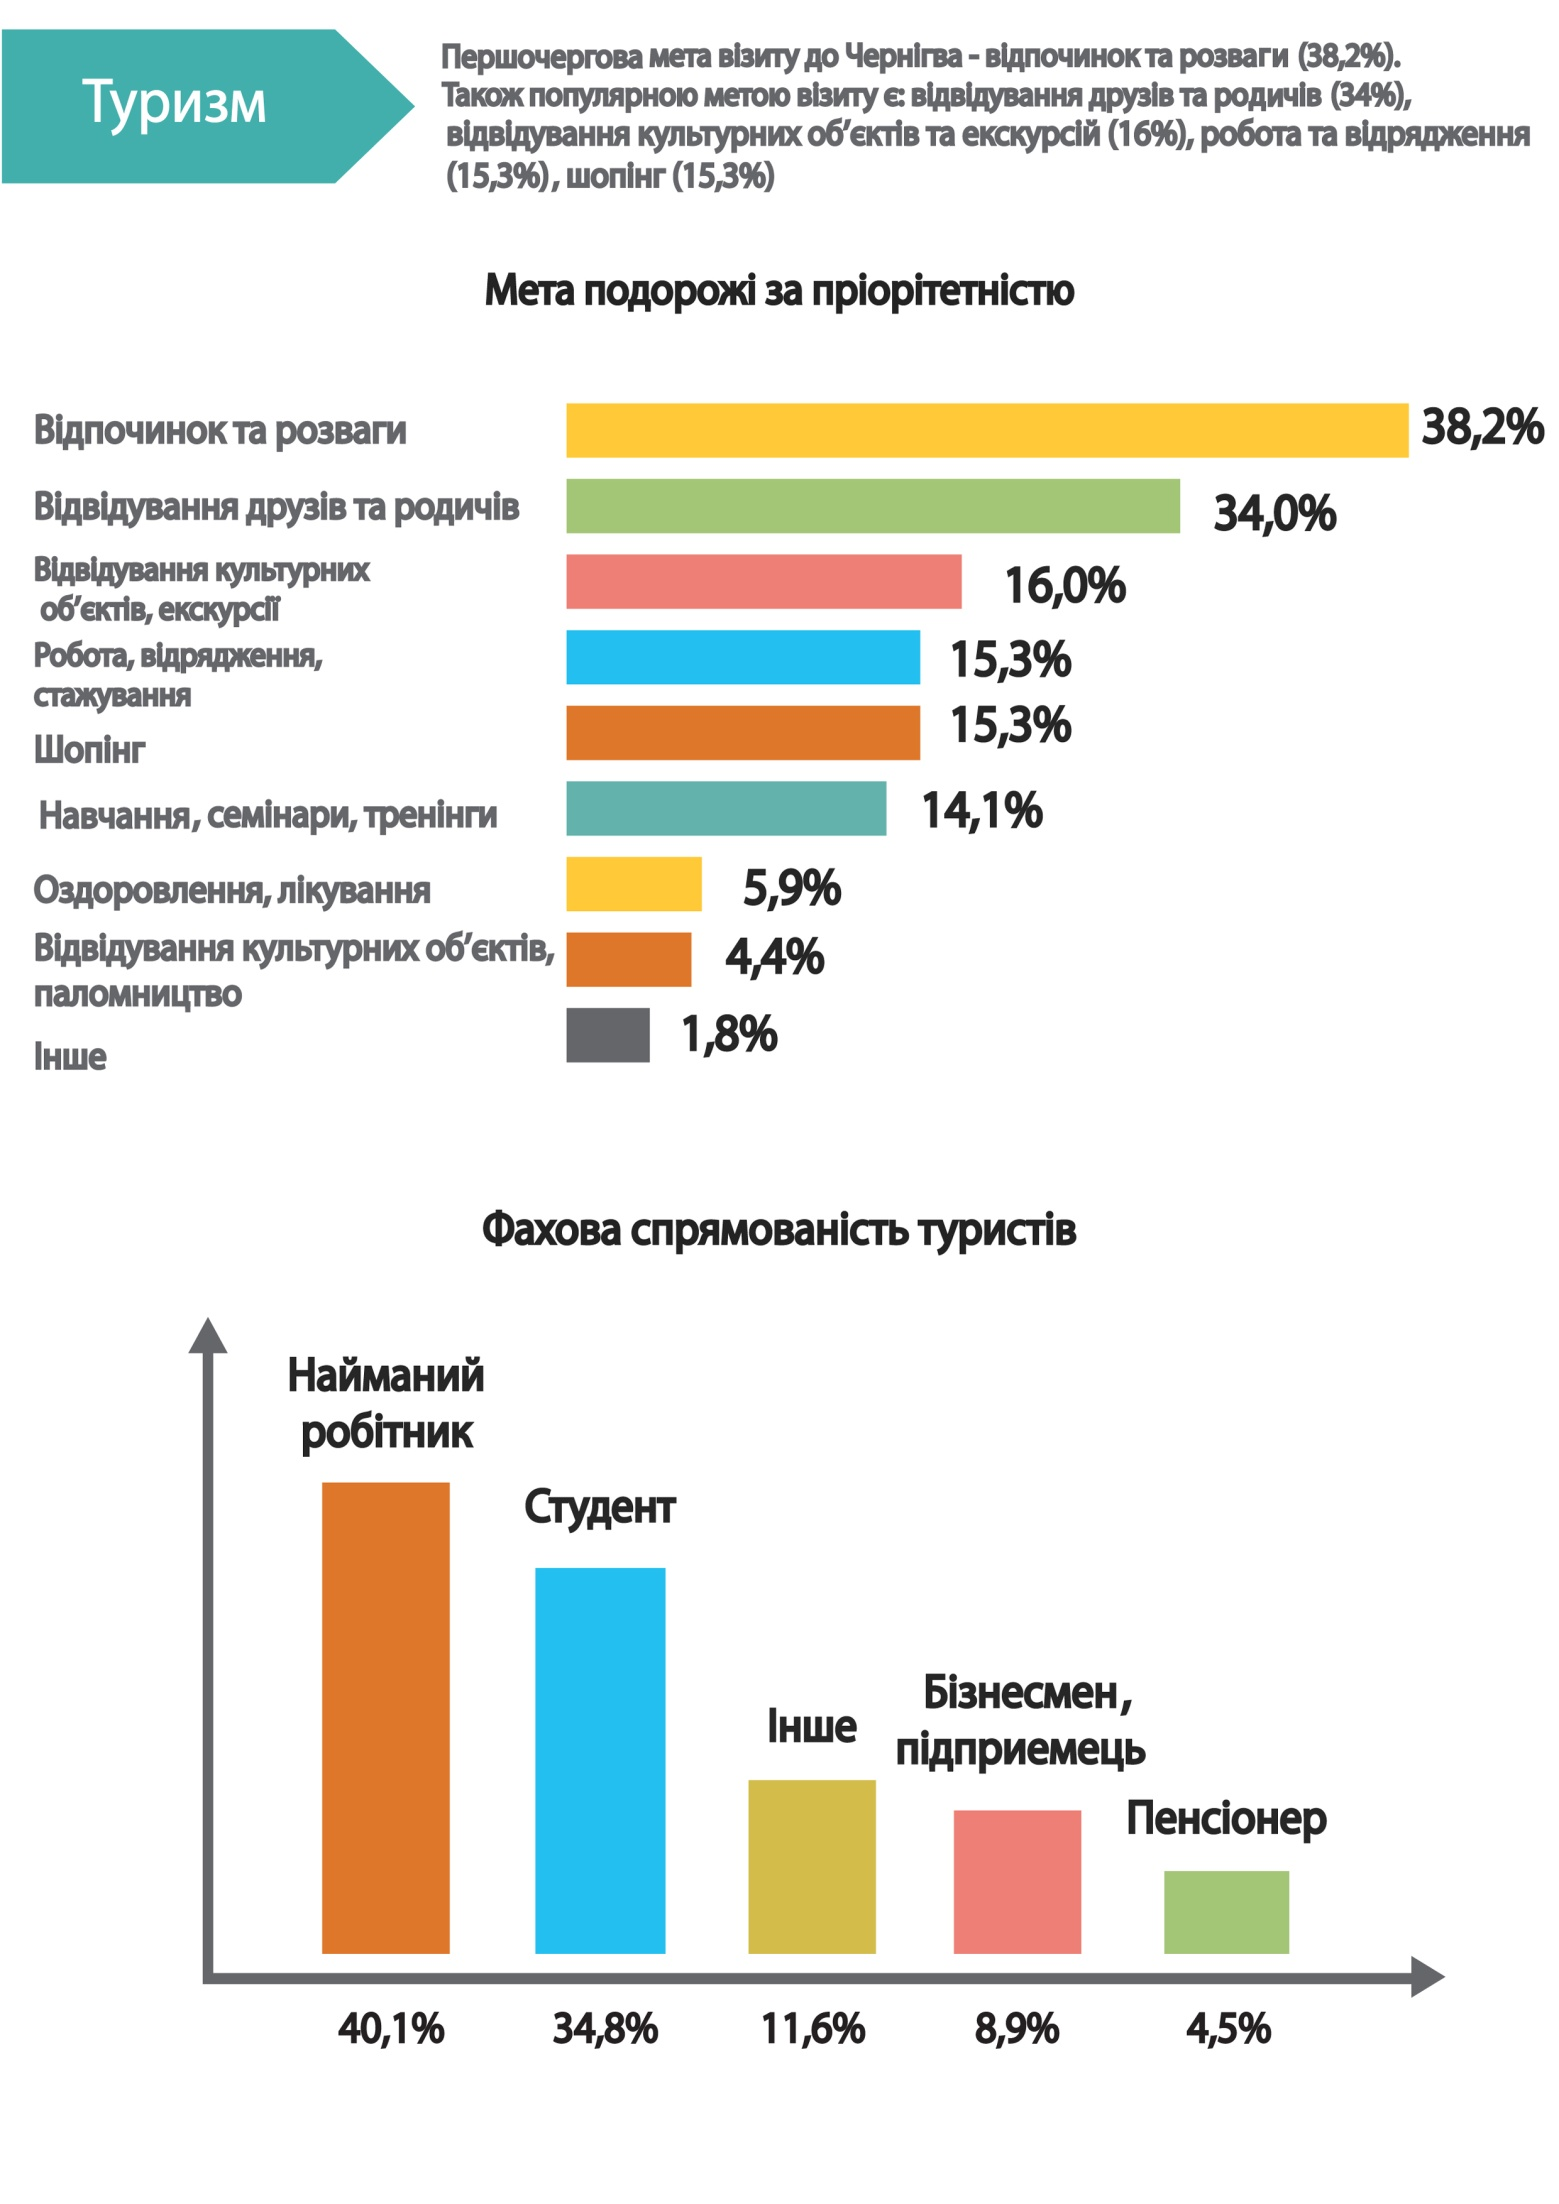 Туризм
Першочергова мета візиту до Чернігва - відпочинок та розваги (38,2%).
Також популярною метою візиту є: відвідування друзів та родичів (34%),
відвідування культурних об’єктів та екскурсій (16%), робота та відрядження
(15,3%), шопінг (15,3%)
Мета подорожі за пріорітетністю
Відпочинок та розваги
38,2%
Відвідування друзів та родичів
34,0%
Відвідування культурних
об’єктів, екскурсії
16,0%
Робота, відрядження,
стажування
15,3%
Шопінг
15,3%
Навчання, семінари, тренінги
14,1%
Оздоровлення, лікування
5,9%
Відвідування культурних об’єктів,
паломництво
4,4%
Інше
1,8%
Фахова спрямованість туристів
Найманий
робітник
Студент
Інше
Бізнесмен,
підприемець
Пенсіонер
40,1%
34,8%
11,6%
8,9%
4,5%